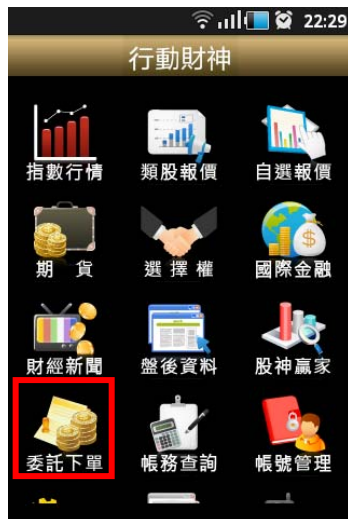 22:29
行動財神
指數行情 類股報價 自選報價
期 貨 選擇權 國際金融
財經新聞 盤後資料 股神贏家
委託下單 帳務查詢 帳號管理